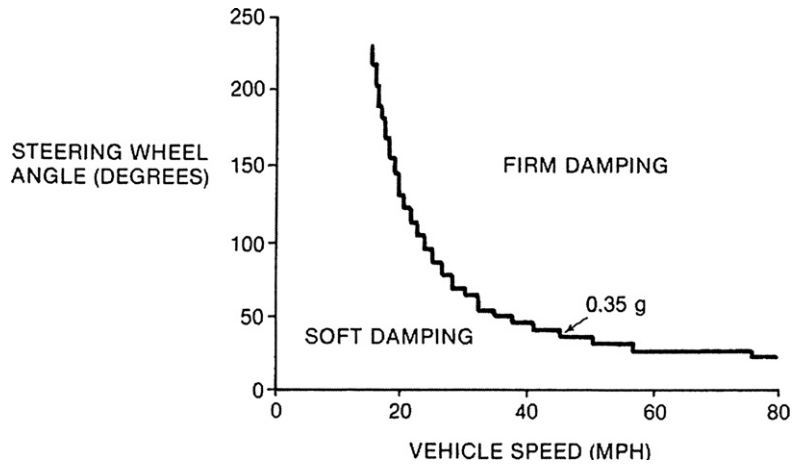 250
200
150
100
50
0
STEERING WHEEL
ANGLE (DEGREES)
FIRM DAMPING
0.35 g
SOFT DAMPING
0
20
40
60
80
VEHICLE SPEED (MPH)